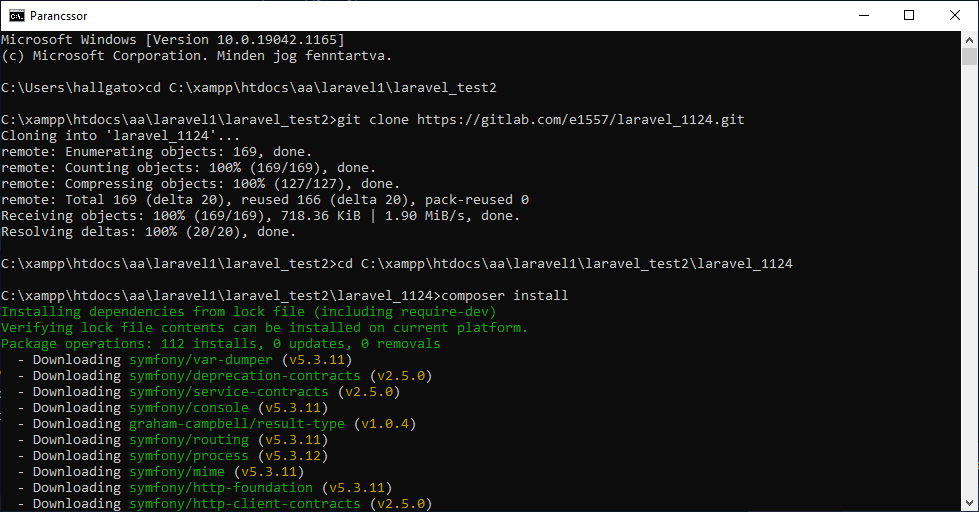 Parancssor
Microsoft Windows [Version 10.0.19042.1165]
(c) Microsoft Corporation. Minden jog fenntartva.
C:\Users\hallgato>cd C:\xampp\htdocs\aa\laravel1\laravel_test2
C:\xampp\htdocs\aa\laravel1\laravel_test2>git clone https://gitlab.com/e1557/laravel_1124.git
Cloning into 'laravel_1124'...
remote: Enumerating objects: 169, done.
remote: Counting objects: 100% (169/169), done.
remote: Compressing objects: 100% (127/127), done.
remote: Total 169 (delta 20), reused 166 (delta 20), pack-reused 0
Receiving objects: 100% (169/169), 718.36 KiB | 1.90 MiB/s, done.
Resolving deltas: 100% (20/20), done.
C:\xampp\htdocs\aa\laravel1\laravel_test2>cd C:\xampp\htdocs\aa\laravel1\laravel_test2\laravel_1124
C:\xampp\htdocs\aa\laravel1\laravel_test2\laravel_1124>composer install
Installing dependencies from lock file (including require-dev)
Verifying lock file contents can be installed on current platform.
Package operations: 112 installs, 0 updates, 0 removals
- Downloading symfony/var-dumper (v5.3.11)
- Downloading symfony/deprecation-contracts (v2.5.0)
- Downloading symfony/service-contracts (v2.5.0)
- Downloading symfony/console (v5.3.11)
- Downloading graham-campbell/result-type (v1.0.4)
- Downloading symfony/routing (v5.3.11)
- Downloading symfony/process (v5.3.12)
- Downloading symfony/mime (v5.3.11)
- Downloading symfony/http-foundation (v5.3.11)
- Downloading symfony/http-client-contracts (v2.5.0)